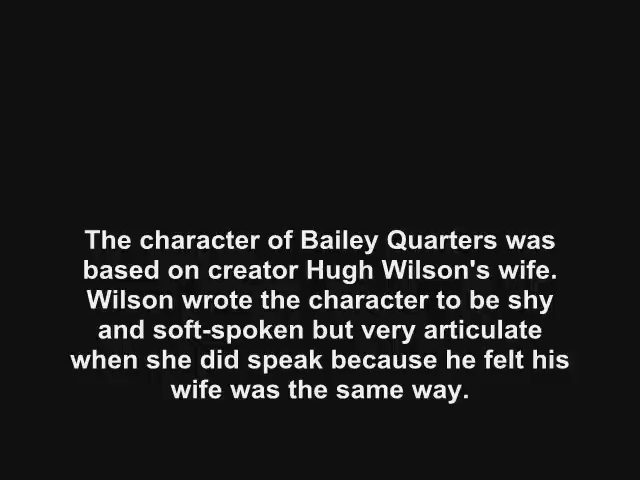 The character of Bailey Quarters was
based on creator Hugh Wilson's wife.
Wilson wrote the character to be shy
and soft-spoken but very articulate
when she did speak because he felt his
wife was the same way.